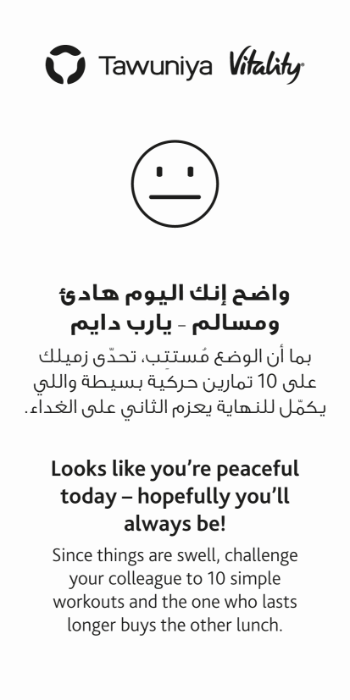 Tawuniya Vitality
واضح إنك اليوم هادئ
ومسالم – يارب دايم
بما أن الوضع مُستتِب، تحدّى زميلك
على 10 تمارين حركية بسيطة واللي
يكمّل للنهاية يعزم الثاني على الغداء.
Looks like you’re peaceful
today – hopefully you’ll
always be!
Since things are swell, challenge
your colleague to 10 simple
workouts and the one who lasts
longer buys the other lunch.